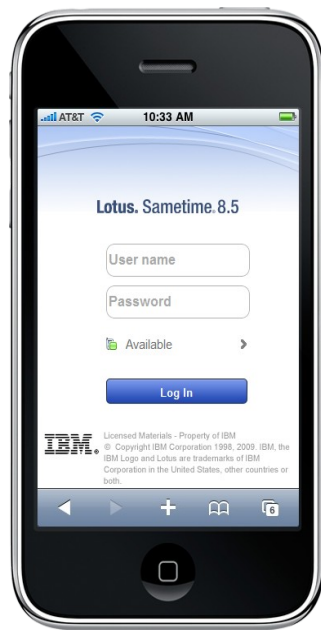 AT&T 10:33 AM
Lotus. Sametime. 8.5
User name
Password
Available
Log In
IBM.
Licensed Materials - Property of IBM
© Copyright IBM Corporation 1998, 2009. IBM, the
IBM Logo and Lotus are trademarks of IBM
Corporation in the United States, other countries or
both.
6